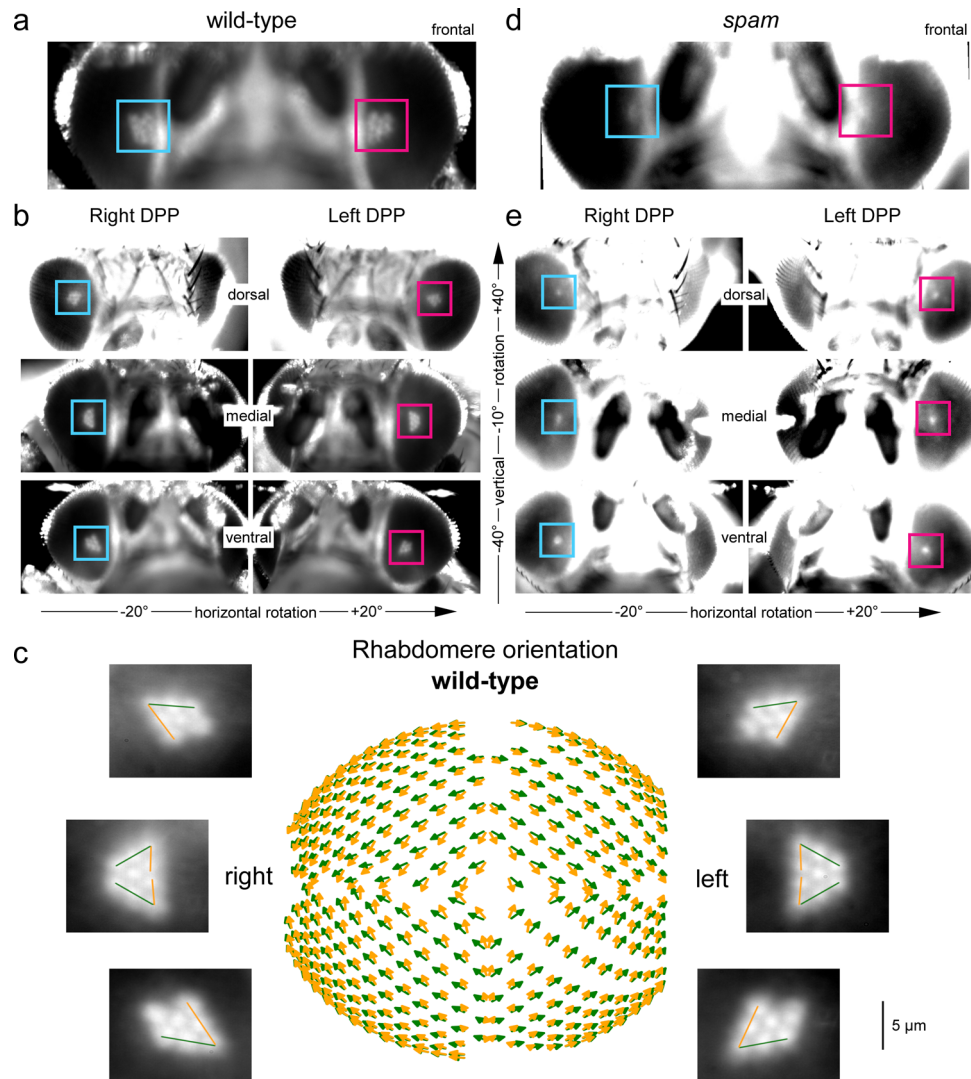 a
wild-type
frontal
d
spam
frontal
b
Right DPP
Left DPP
dorsal
medial
ventral
-20° horizontal rotation +20°
-40° vertical -10° rotation +40°
e
Right DPP
Left DPP
dorsal
medial
ventral
-20° horizontal rotation +20°
c
Rhabdomere orientation
wild-type
right
left
5 µm